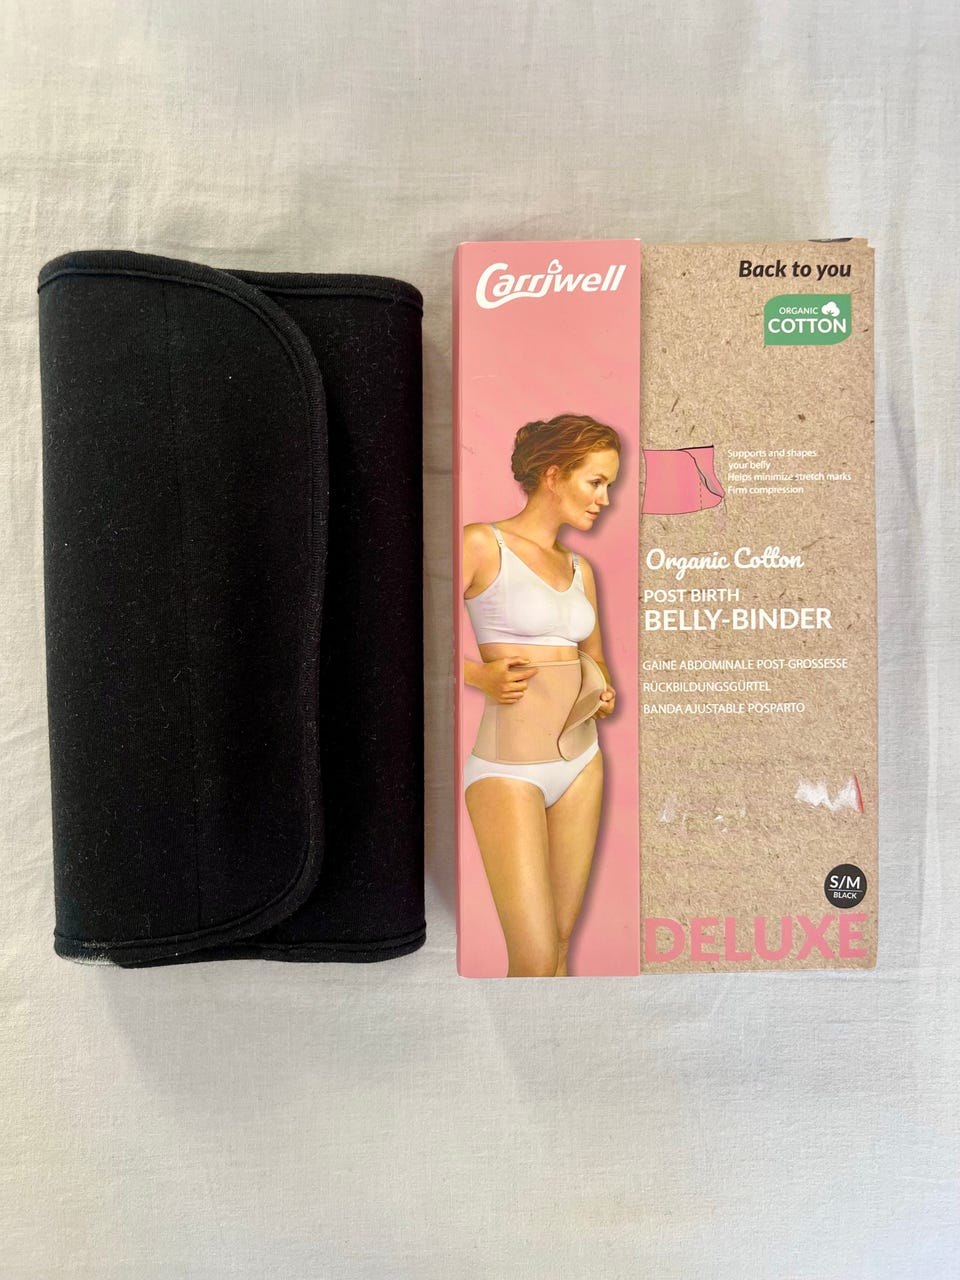 Carriwell
Back to you
ORGANIC
COTTON
Supports and shapes
your belly
Helps minimize stretch marks
Firm compression
Organic Cotton
POST BIRTH
BELLY-BINDER
GAINE ABDOMINALE POST-GROSSESSE
RÜCKBILDUNGSGÜRTEL
BANDA AJUSTABLE POSPARTO
S/M
BLACK
DELUXE